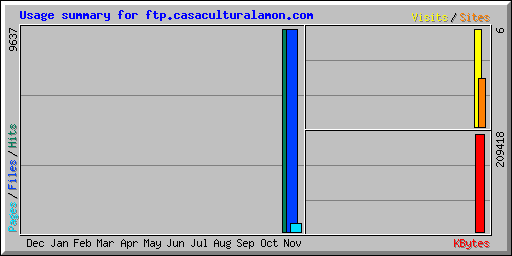 Usage summary for ftp.casaculturalamon.com
Visits / Sites
9637
6
Pages / Files / Hits
209418
Dec Jan Feb Mar Apr May Jun Jul Aug Sep Oct Nov
KBytes